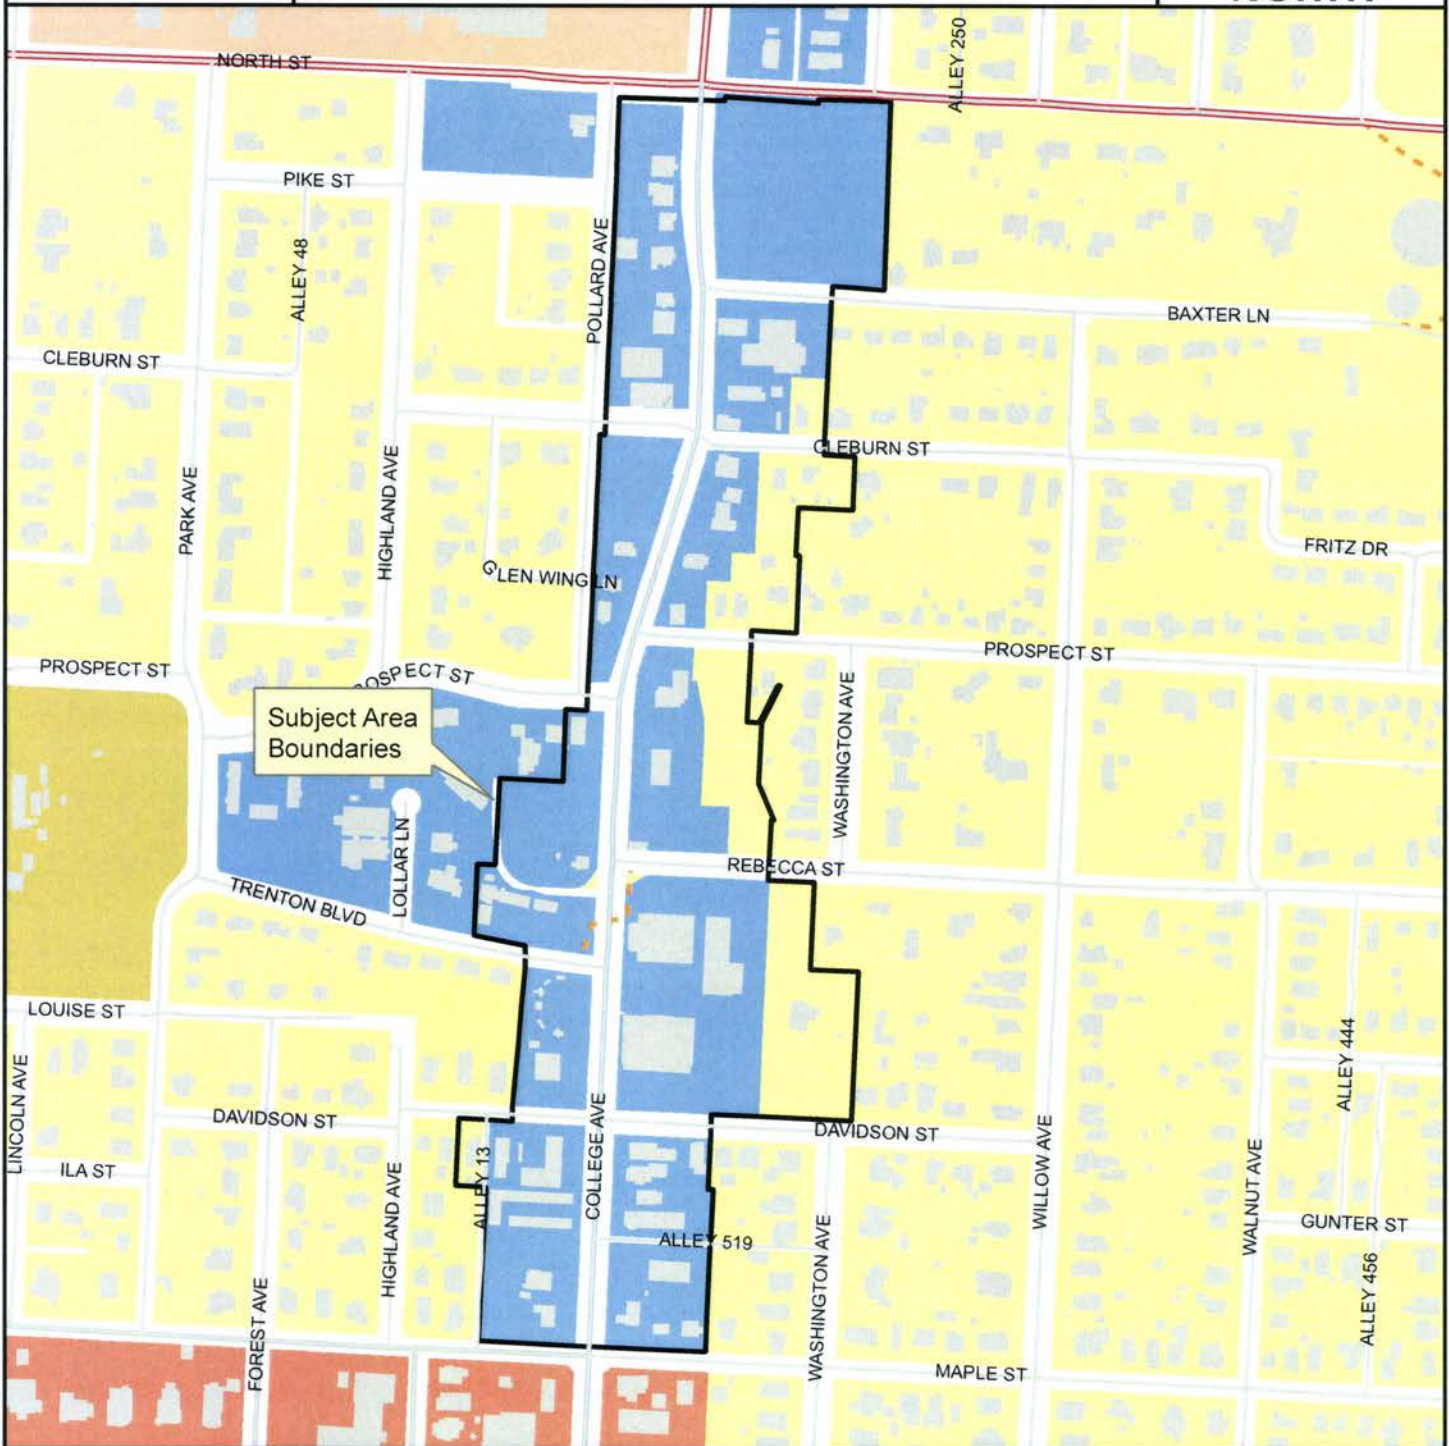 ALLEY 250
NORTH ST
PIKE ST
ALLEY 48
POLLARD AVE
BAXTER LN
CLEBURN ST
CLEBURN ST
PARK AVE
HIGHLAND AVE
FRITZ DR
GLEN WING LN
PROSPECT ST
PROSPECT ST
OSPECT ST
Subject Area
Boundaries
WASHINGTON AVE
LOLLAR LN
REBECCA ST
TRENTON BLVD
LOUISE ST
LINCOLN AVE
ALLEY 444
DAVIDSON ST
DAVIDSON ST
COLLEGE AVE
ILA ST
HIGHLAND AVE
ALLEY 13
WILLOW AVE
WALNUT AVE
GUNTER ST
ALLEY 519
WASHINGTON AVE
ALLEY 456
FOREST AVE
MAPLE ST